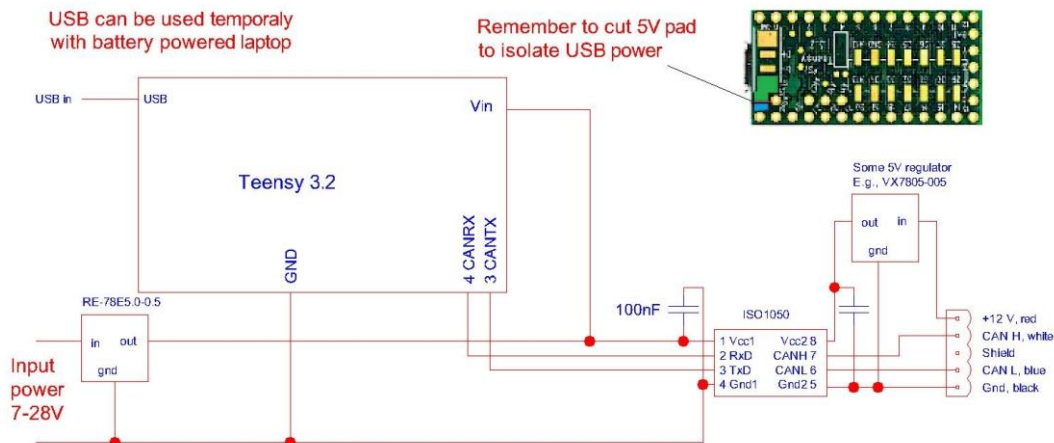 USB can be used temporaly
with battery powered laptop
Remember to cut 5V pad
to isolate USB power
USB in
USB
Vin
Teensy 3.2
GND
4 CANRX
3 CANTX
Some 5V regulator
E.g., VX7805-005
out
in
gnd
RE-78E5.0-0.5
in
out
gnd
Input
power
7-28V
100nF
ISO1050
1 Vcc1
Vcc2 8
2 RxD
CANH 7
3 TxD
CANL 6
4 Gnd1
Gnd2 5
+12 V, red
CAN H, white
Shield
CAN L, blue
Gnd, black